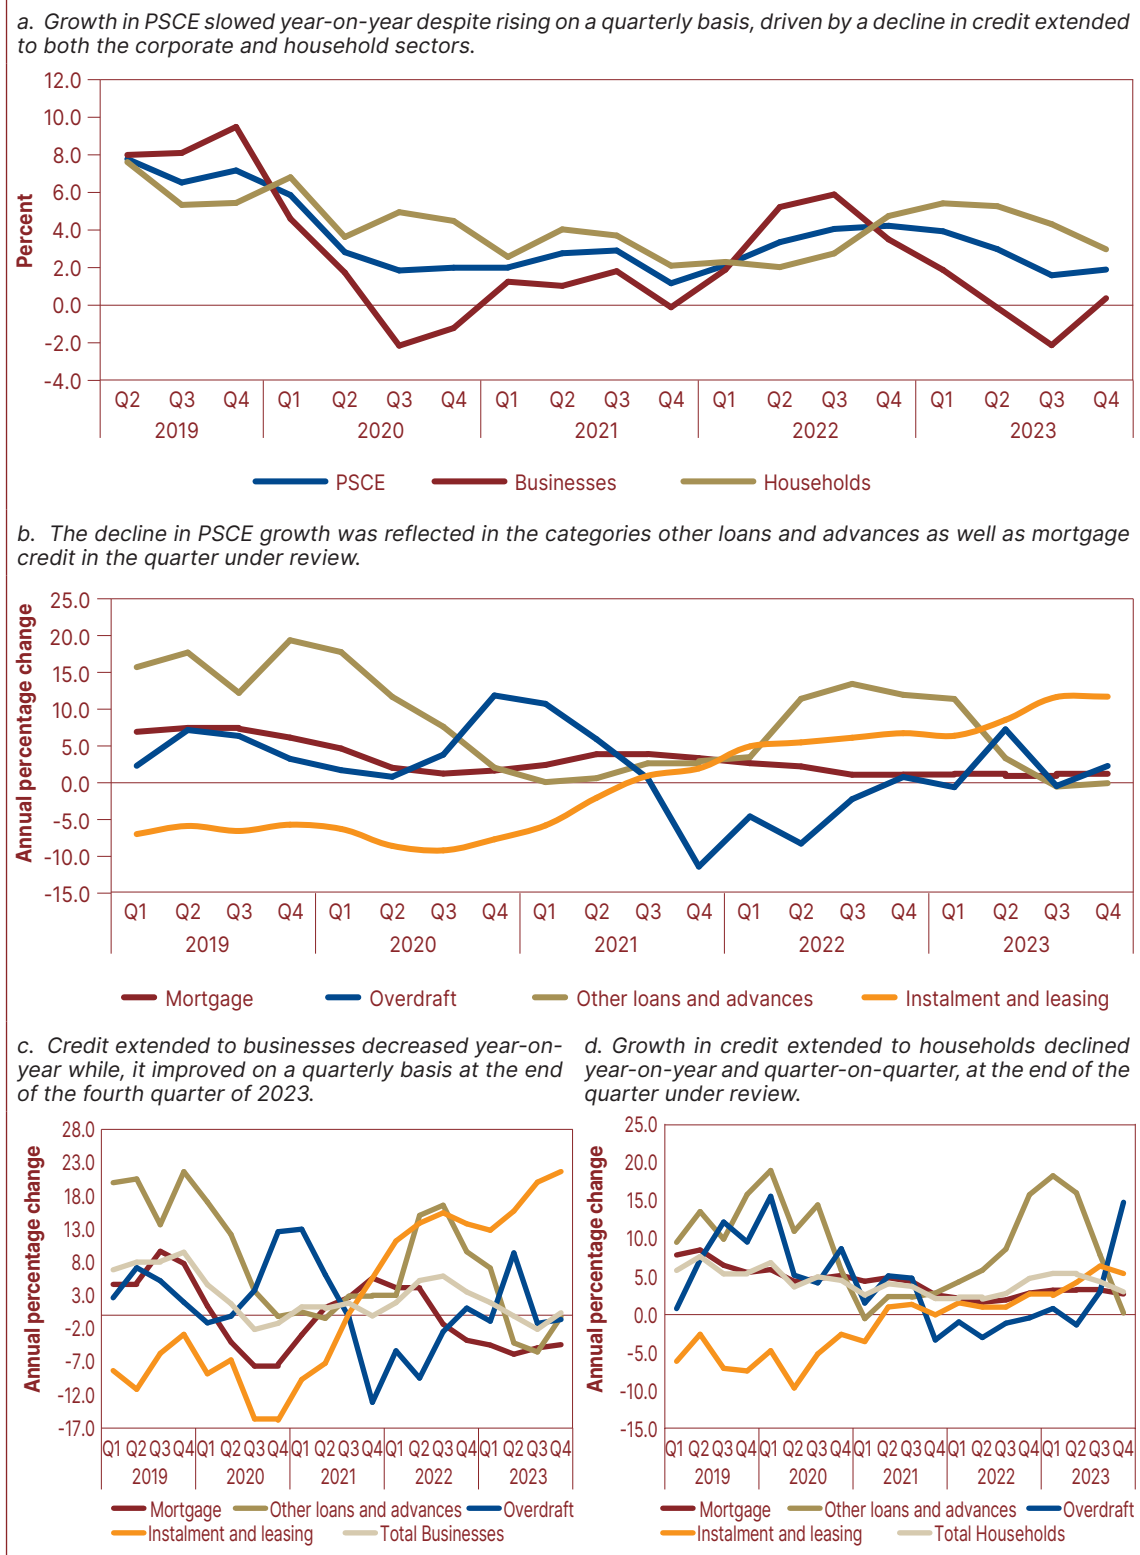 a. Growth in PSCE slowed year-on-year despite rising on a quarterly basis, driven by a decline in credit extended
to both the corporate and household sectors.
12.0
10.0
8.0
6.0
4.0
2.0
0.0
-2.0
-4.0
Percent
Q2 Q3 Q4 Q1 Q2 Q3 Q4 Q1 Q2 Q3 Q4 Q1 Q2 Q3 Q4 Q1 Q2 Q3 Q4
2019 2020 2021 2022 2023
PSCE Businesses Households
b. The decline in PSCE growth was reflected in the categories other loans and advances as well as mortgage
credit in the quarter under review.
25.0
20.0
15.0
10.0
5.0
0.0
-5.0
-10.0
-15.0
Annual percentage change
Q1 Q2 Q3 Q4 Q1 Q2 Q3 Q4 Q1 Q2 Q3 Q4 Q1 Q2 Q3 Q4 Q1 Q2 Q3 Q4
2019 2020 2021 2022 2023
Mortgage Overdraft Other loans and advances Instalment and leasing
c. Credit extended to businesses decreased year-on-
year while, it improved on a quarterly basis at the end
of the fourth quarter of 2023.
28.0
23.0
18.0
13.0
8.0
3.0
-2.0
-7.0
-12.0
-17.0
Annual percentage change
Q1 Q2 Q3 Q4 Q1 Q2 Q3 Q4 Q1 Q2 Q3 Q4 Q1 Q2 Q3 Q4 Q1 Q2 Q3 Q4
2019 2020 2021 2022 2023
Mortgage Other loans and advances Overdraft
Instalment and leasing Total Businesses
d. Growth in credit extended to households declined
year-on-year and quarter-on-quarter, at the end of the
quarter under review.
25.0
20.0
15.0
10.0
5.0
0.0
-5.0
-10.0
-15.0
Annual percentage change
Q1 Q2 Q3 Q4 Q1 Q2 Q3 Q4 Q1 Q2 Q3 Q4 Q1 Q2 Q3 Q4 Q1 Q2 Q3 Q4
2019 2020 2021 2022 2023
Mortgage Other loans and advances Overdraft
Instalment and leasing Total Households